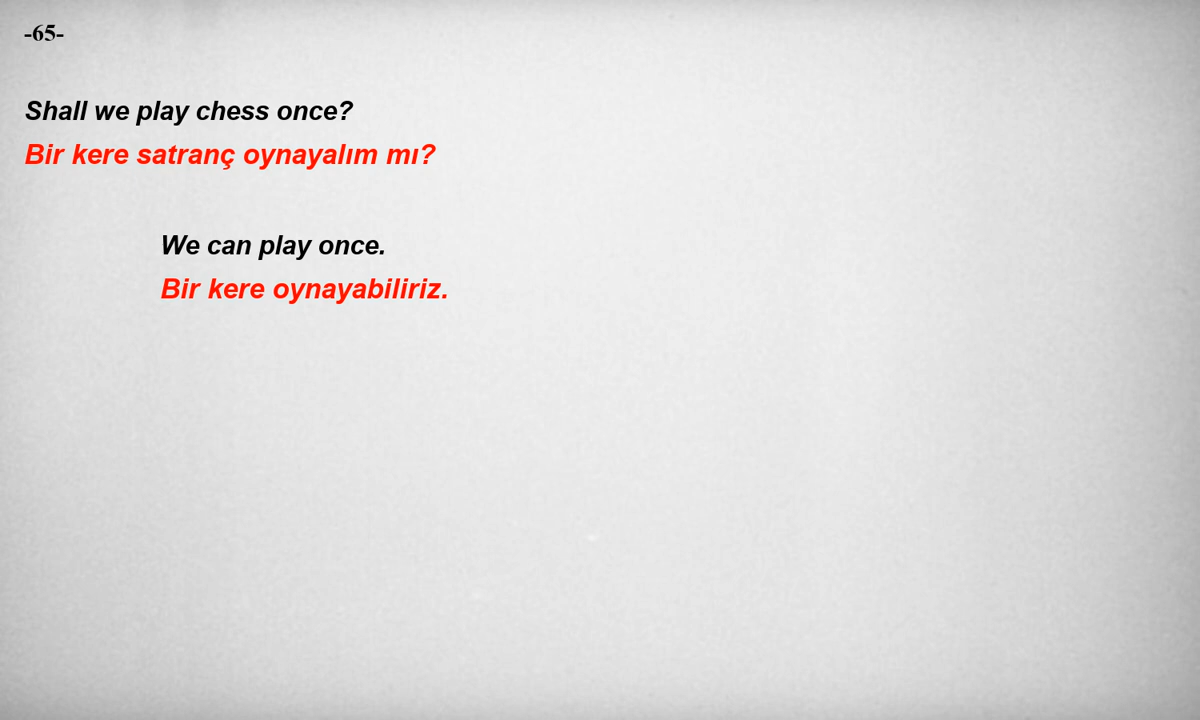 -65-
Shall we play chess once?
Bir kere satranç oynayalım mı?
We can play once.
Bir kere oynayabiliriz.